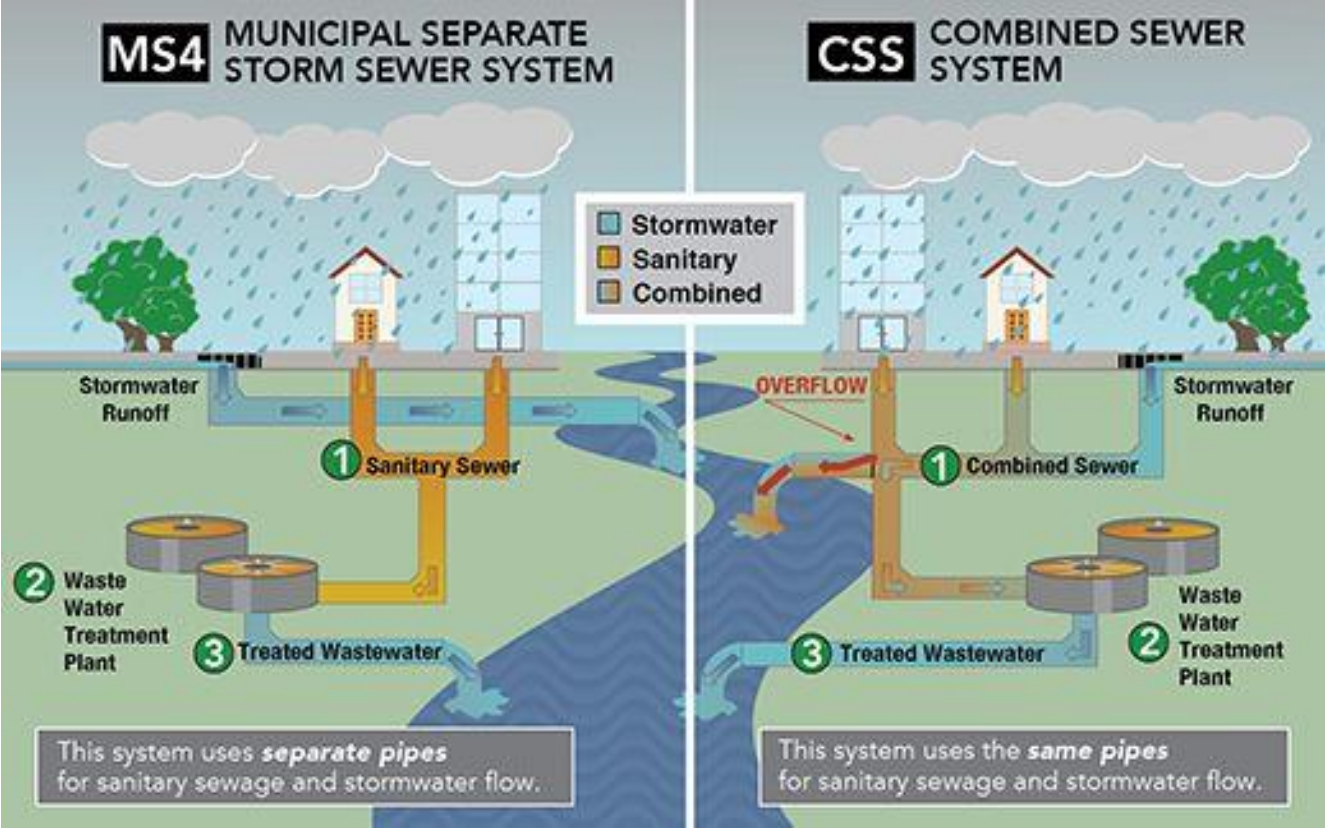 MS4
MUNICIPAL SEPARATE
STORM SEWER SYSTEM
Stormwater
Runoff
1 Sanitary Sewer
2 Waste
Water
Treatment
Plant
3 Treated Wastewater
This system uses separate pipes
for sanitary sewage and stormwater flow.
Stormwater
Sanitary
Combined
CSS
COMBINED SEWER
SYSTEM
OVERFLOW
Stormwater
Runoff
1 Combined Sewer
Waste
Water
2 Treatment
Plant
3 Treated Wastewater
This system uses the same pipes
for sanitary sewage and stormwater flow.